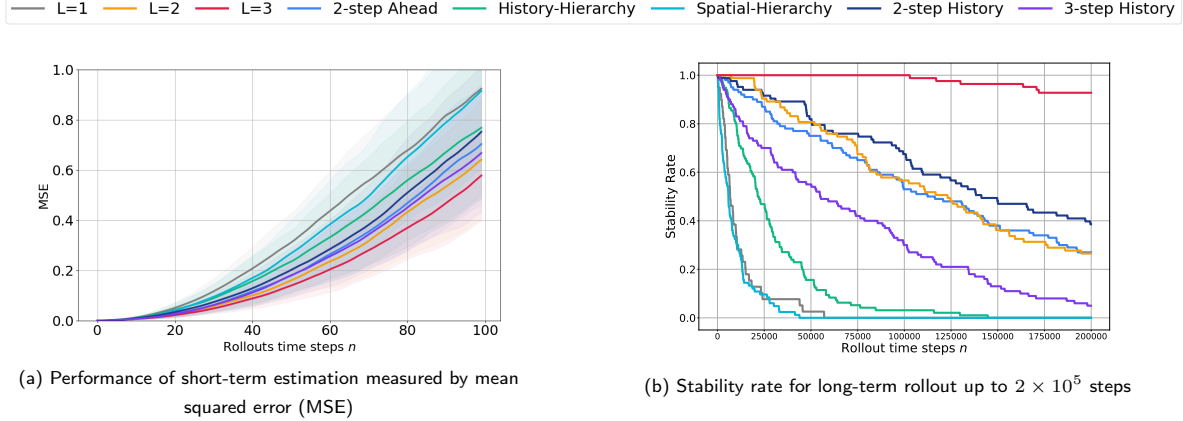 L=1 L=2 L=3 2-step Ahead History-Hierarchy Spatial-Hierarchy 2-step History 3-step History
1.0
0.8
0.6
0.4
0.2
0.0
MSE
0 20 40 60 80 100
Rollouts time steps n
(a) Performance of short-term estimation measured by mean
squared error (MSE)
1.0
0.8
0.6
0.4
0.2
0.0
Stability Rate
0 25000 50000 75000 100000 125000 150000 175000 200000
Rollout time steps n
(b) Stability rate for long-term rollout up to 2 × 10⁵ steps